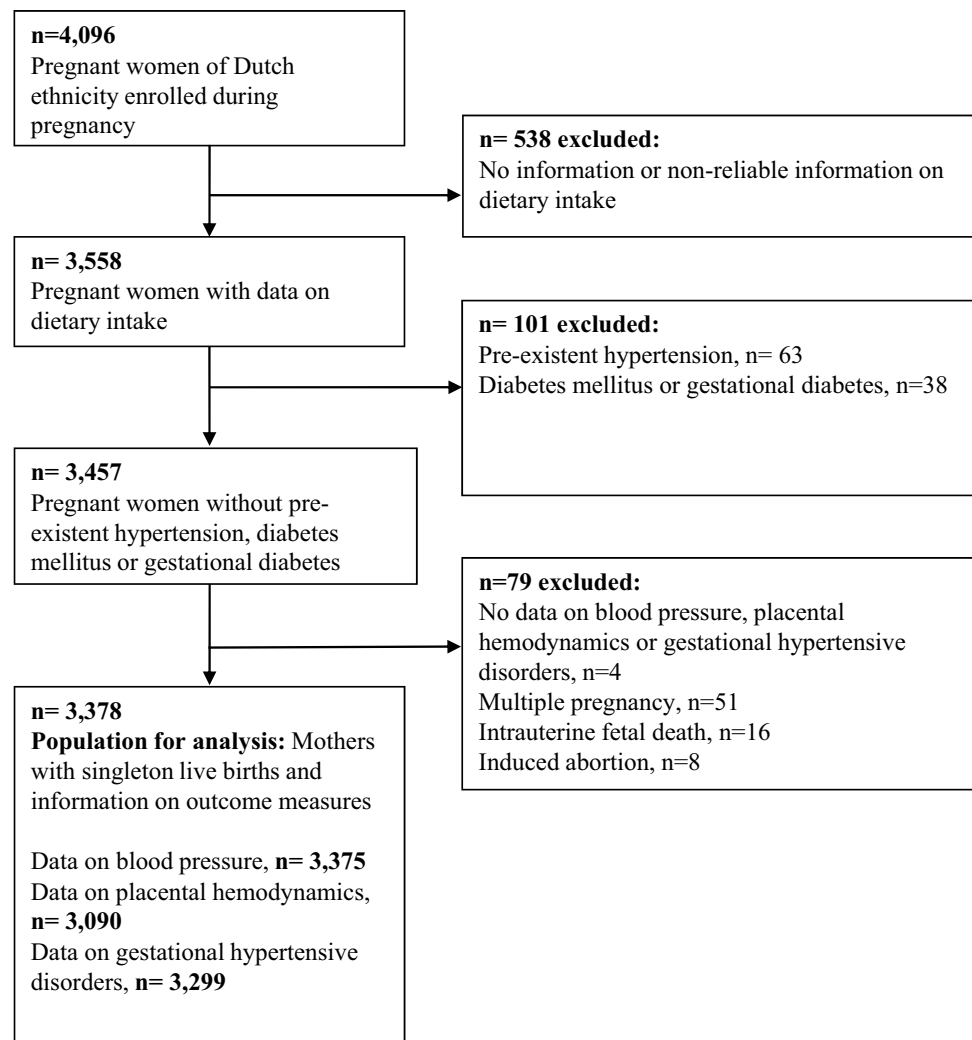 n=4,096
Pregnant women of Dutch
ethnicity enrolled during
pregnancy
n= 538 excluded:
No information or non-reliable information on
dietary intake
n= 3,558
Pregnant women with data on
dietary intake
n= 101 excluded:
Pre-existent hypertension, n= 63
Diabetes mellitus or gestational diabetes, n=38
n= 3,457
Pregnant women without pre-
existent hypertension, diabetes
mellitus or gestational diabetes
n=79 excluded:
No data on blood pressure, placental
hemodynamics or gestational hypertensive
disorders, n=4
Multiple pregnancy, n=51
Intrauterine fetal death, n=16
Induced abortion, n=8
n= 3,378
Population for analysis: Mothers
with singleton live births and
information on outcome measures
Data on blood pressure, n= 3,375
Data on placental hemodynamics,
n= 3,090
Data on gestational hypertensive
disorders, n= 3,299